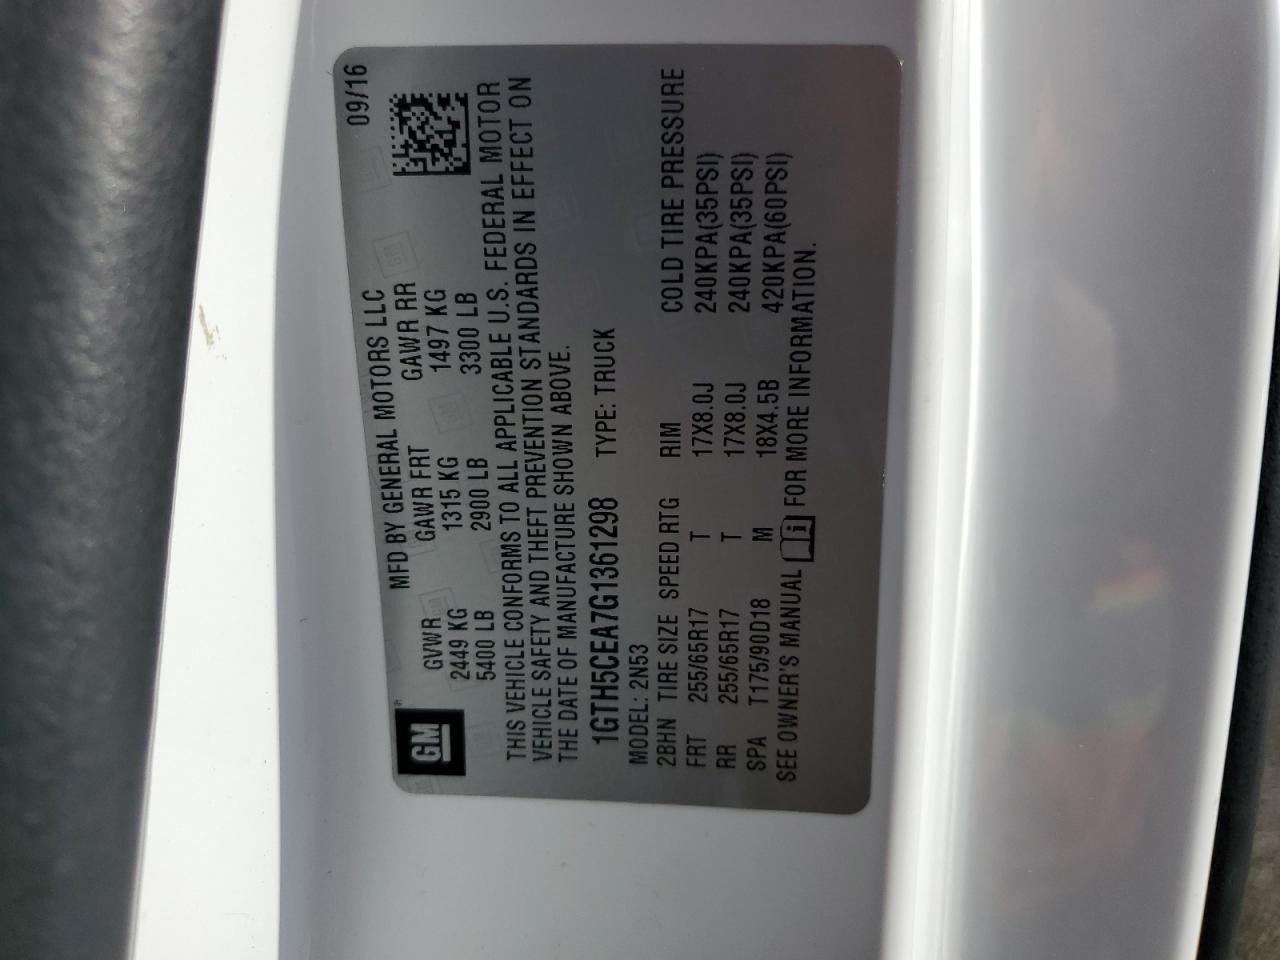 09/16
MFD BY GENERAL MOTORS LLC
GM
GVWR GAWR FRT GAWR RR
2449 KG 1315 KG 1497 KG
5400 LB 2900 LB 3300 LB
THIS VEHICLE CONFORMS TO ALL APPLICABLE U.S. FEDERAL MOTOR
VEHICLE SAFETY AND THEFT PREVENTION STANDARDS IN EFFECT ON
THE DATE OF MANUFACTURE SHOWN ABOVE.
1GTH5CEA7G1361298 TYPE: TRUCK
MODEL: 2N53
2BHN TIRE SIZE SPEED RTG RIM COLD TIRE PRESSURE
FRT 255/65R17 T 17X8.0J 240KPA(35PSI)
RR 255/65R17 T 17X8.0J 240KPA(35PSI)
SPA T175/90D18 M 18X4.5B 420KPA(60PSI)
SEE OWNER'S MANUAL i FOR MORE INFORMATION.